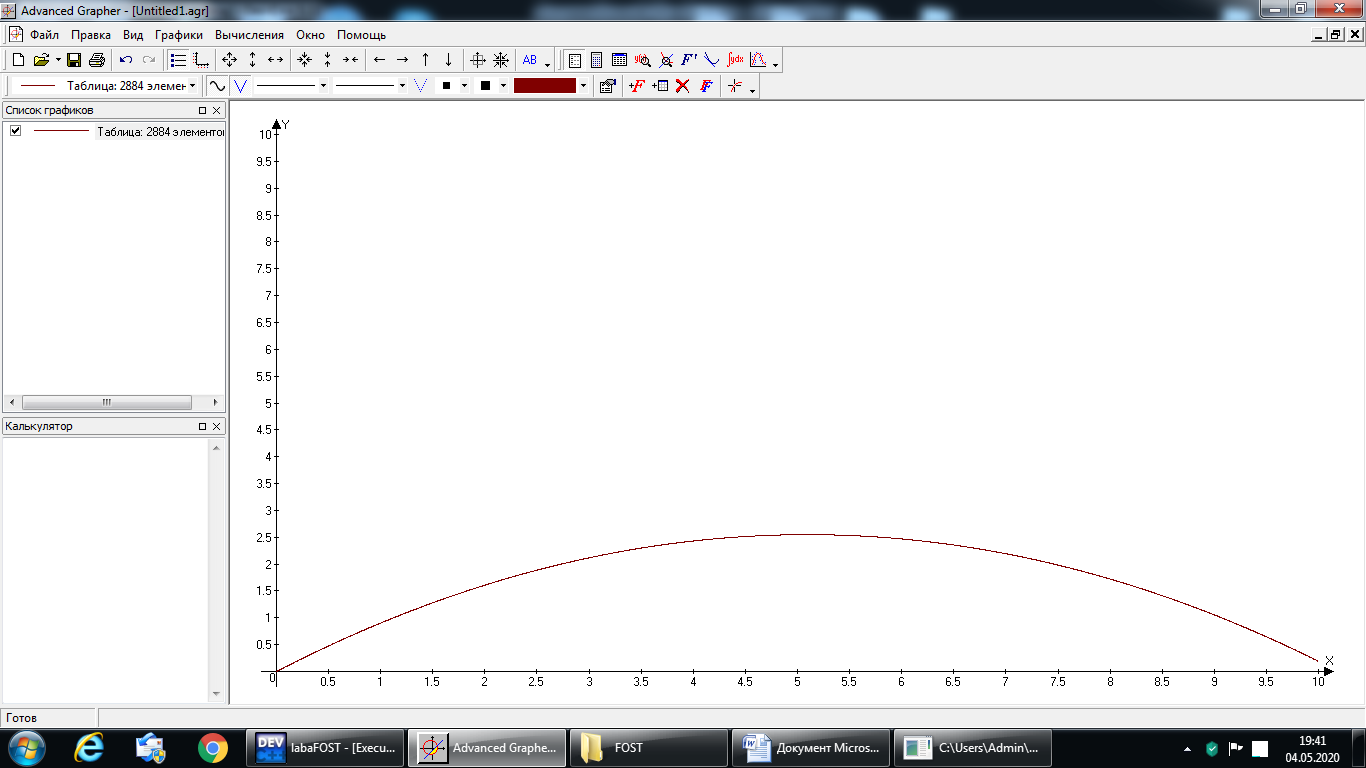 Advanced Grapher - [Untitled1.agr]
Файл Правка Вид Графики Вычисления Окно Помощь
AB y(x) F' ∫ydx
Таблица: 2884 элемен
+F F
Список графиков
Таблица: 2884 элементо
Калькулятор
Y
10
9.5
9
8.5
8
7.5
7
6.5
6
5.5
5
4.5
4
3.5
3
2.5
2
1.5
1
0.5
0 0.5 1 1.5 2 2.5 3 3.5 4 4.5 5 5.5 6 6.5 7 7.5 8 8.5 9 9.5 10
X
Готов
DEV labaFOST - [Execu... Advanced Graphe... FOST Документ Micros... C:\Users\Admin\...
19:41
04.05.2020